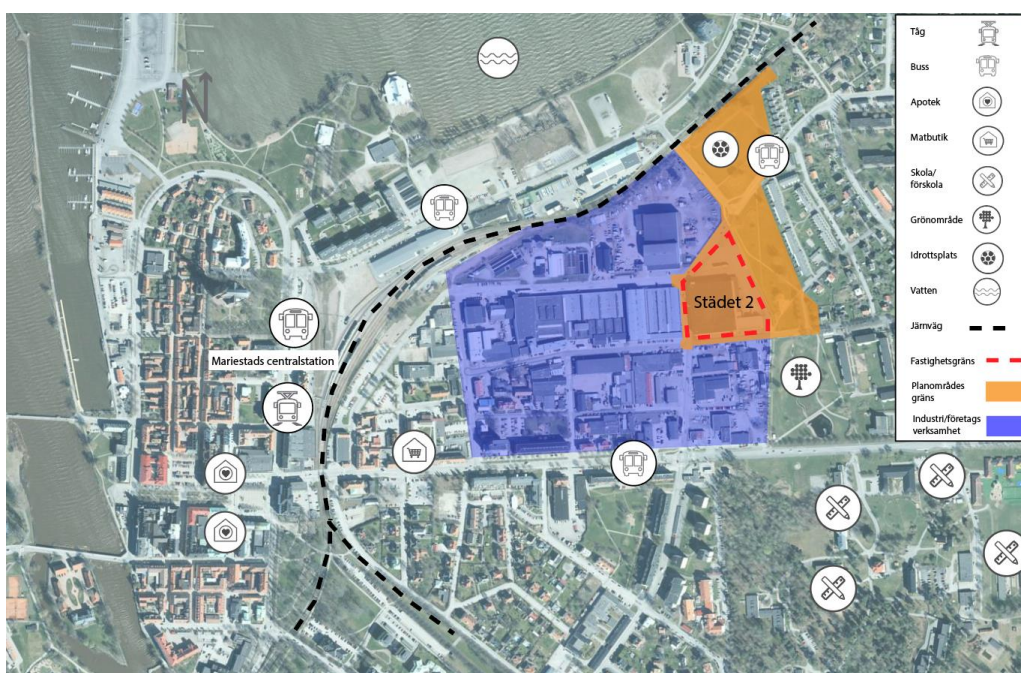 N
Mariestads centralstation
Städet 2
Tåg
Buss
Apotek
Matbutik
Skola/
förskola
Grönområde
Idrottsplats
Vatten
Järnväg
Fastighetsgräns
Planområdes
gräns
Industri/företags
verksamhet